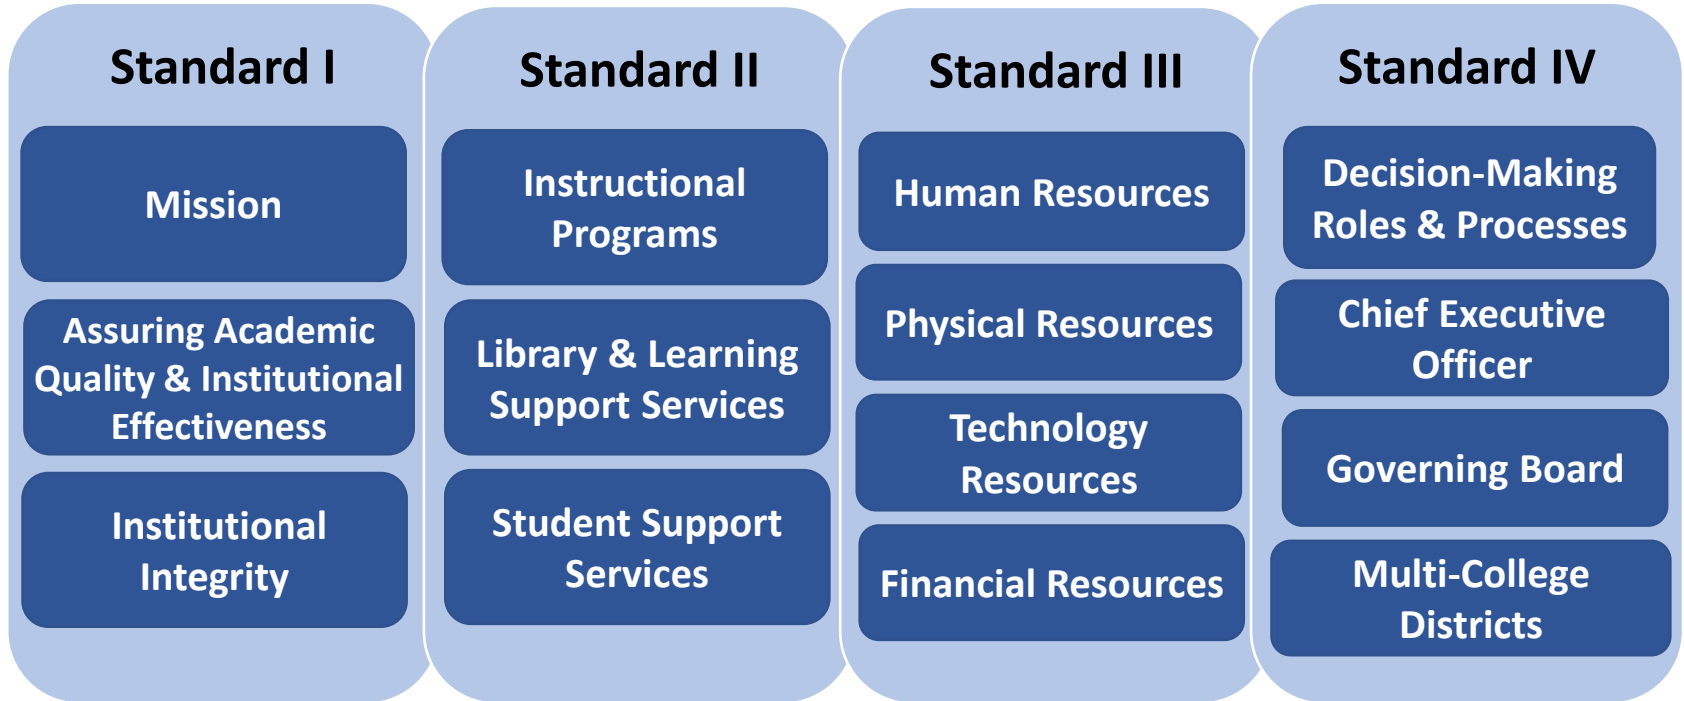 Standard I
Mission
Assuring Academic
Quality & Institutional
Effectiveness
Institutional
Integrity
Standard II
Instructional
Programs
Library & Learning
Support Services
Student Support
Services
Standard III
Human Resources
Physical Resources
Technology
Resources
Financial Resources
Standard IV
Decision-Making
Roles & Processes
Chief Executive
Officer
Governing Board
Multi-College
Districts